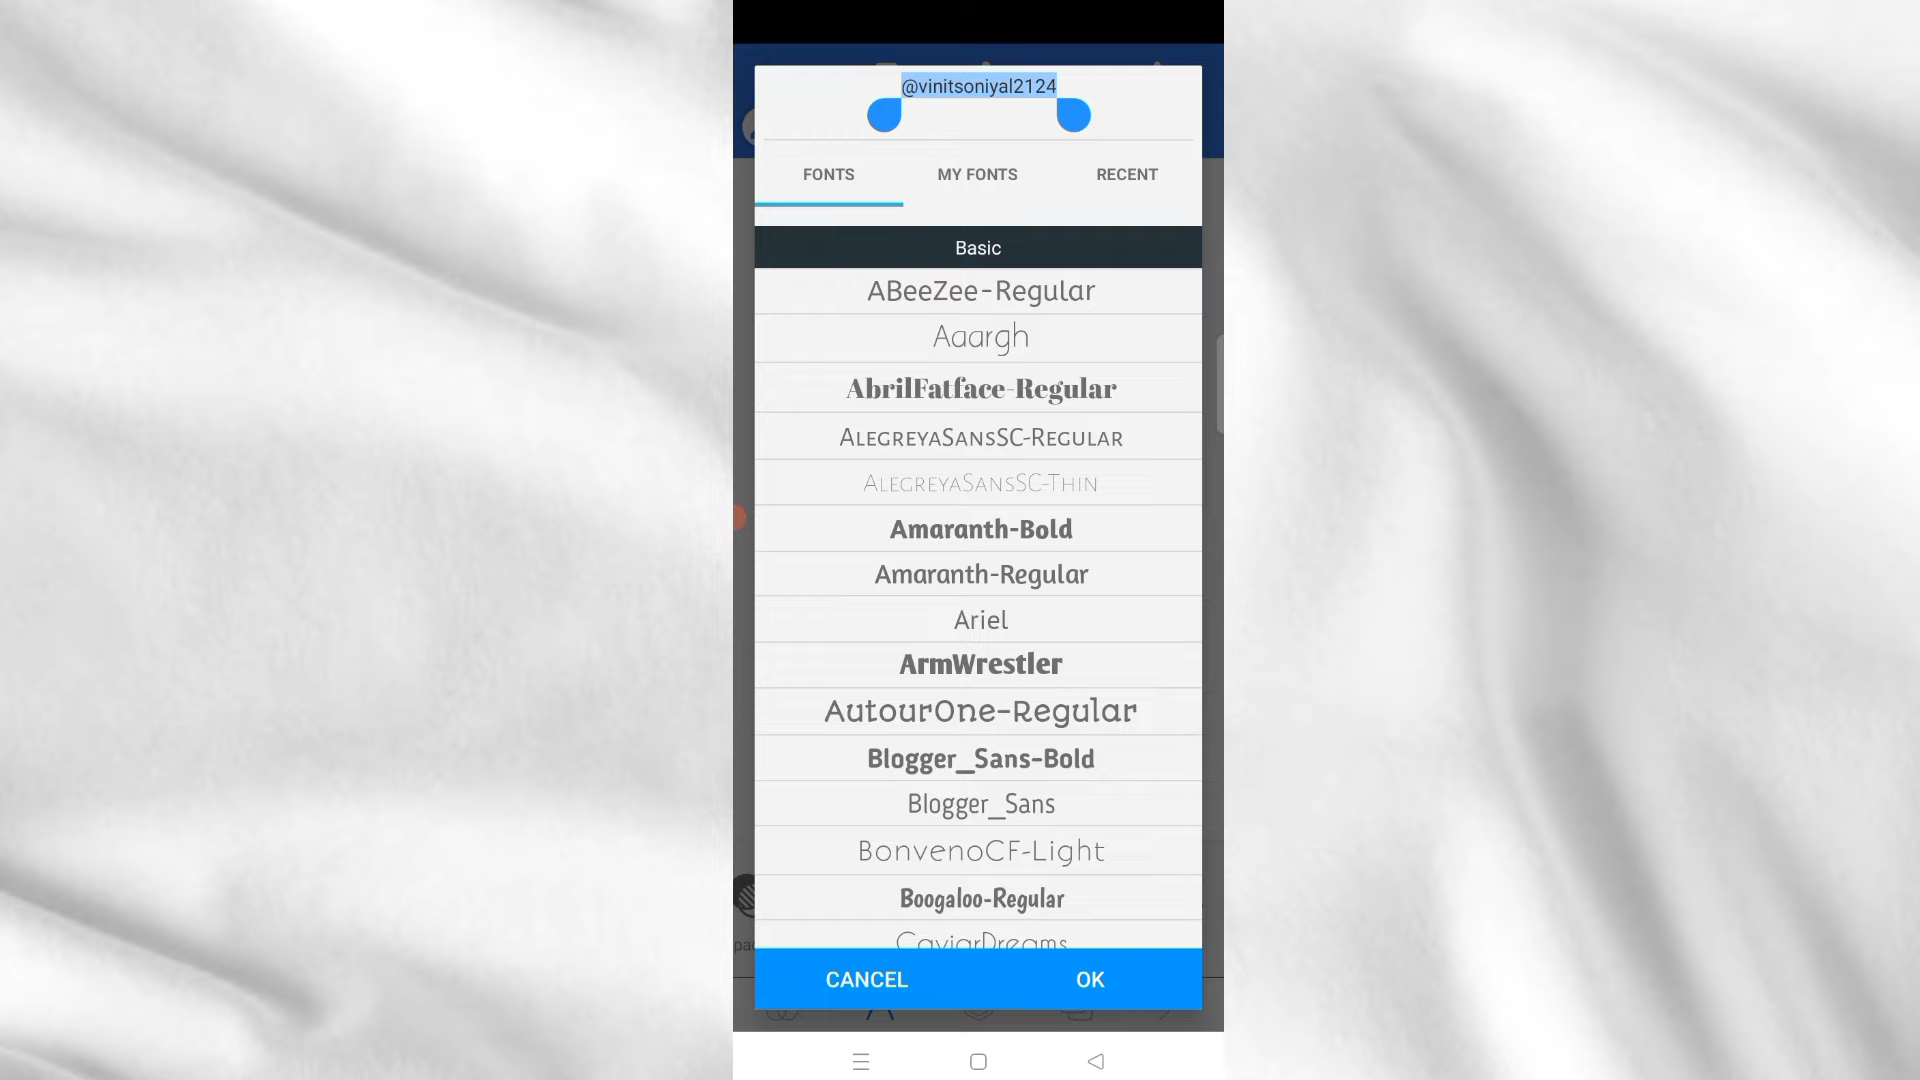 @vinitsoniyal2124
FONTS MY FONTS RECENT
Basic
ABeeZee-Regular
Aaargh
AbrilFatface-Regular
AlegreyaSansSC-Regular
AlegreyaSansSC-Thin
Amaranth-Bold
Amaranth-Regular
Ariel
ArmWrestler
AutourOne-Regular
Blogger_Sans-Bold
Blogger_Sans
BonvenoCF-Light
Boogaloo-Regular
CaviarDreams
CANCEL OK